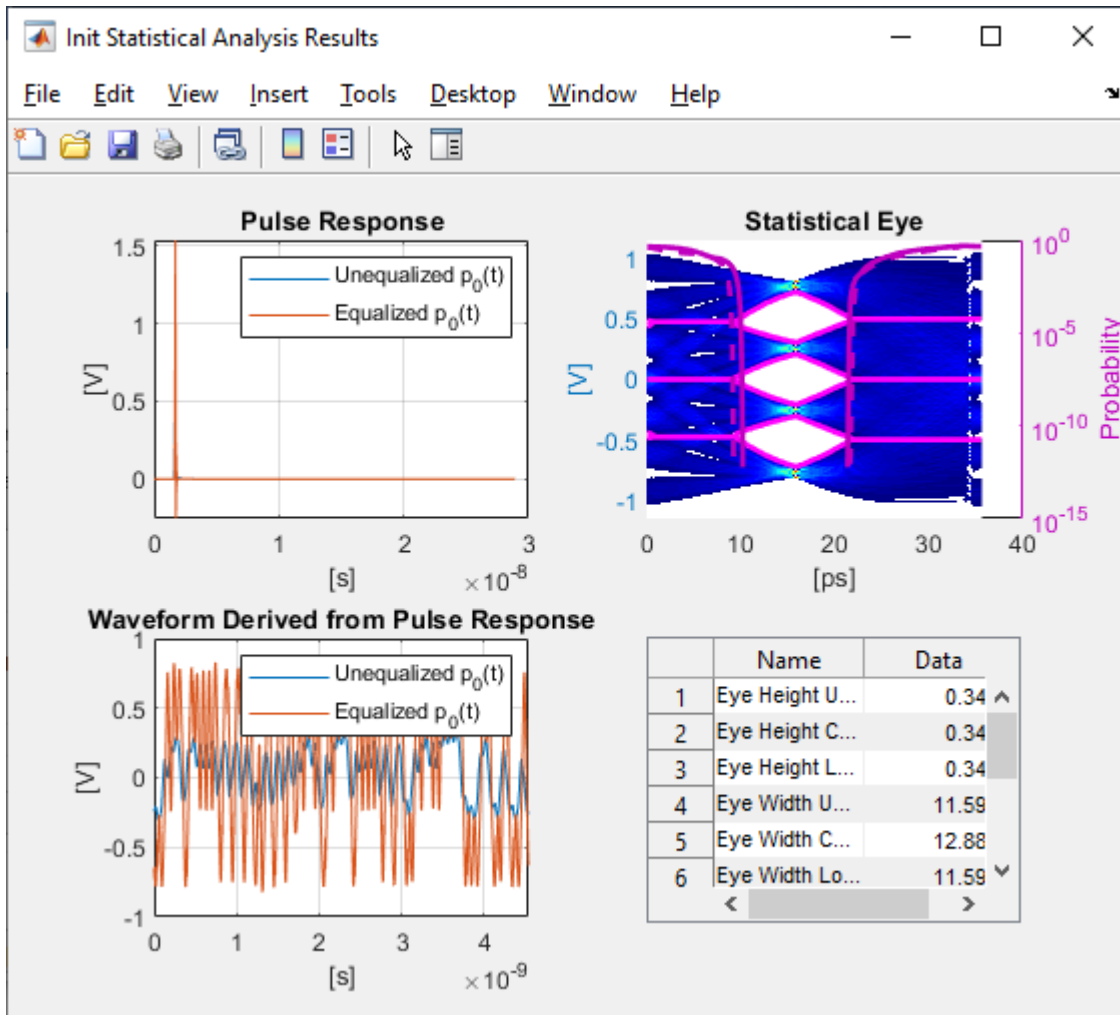 Init Statistical Analysis Results
File Edit View Insert Tools Desktop Window Help
Pulse Response
1.5
1
0.5
0
[V]
Unequalized p_0(t)
Equalized p_0(t)
0 1 2 3
[s] ×10^-8
Statistical Eye
1
0.5
0
-0.5
-1
[V]
10^0
10^-5
10^-10
10^-15
Probability
0 10 20 30 40
[ps]
Waveform Derived from Pulse Response
1
0.5
0
-0.5
-1
[V]
Unequalized p_0(t)
Equalized p_0(t)
0 1 2 3 4
[s] ×10^-9
Name Data
1 Eye Height U... 0.34
2 Eye Height C... 0.34
3 Eye Height L... 0.34
4 Eye Width U... 11.59
5 Eye Width C... 12.88
6 Eye Width Lo... 11.59